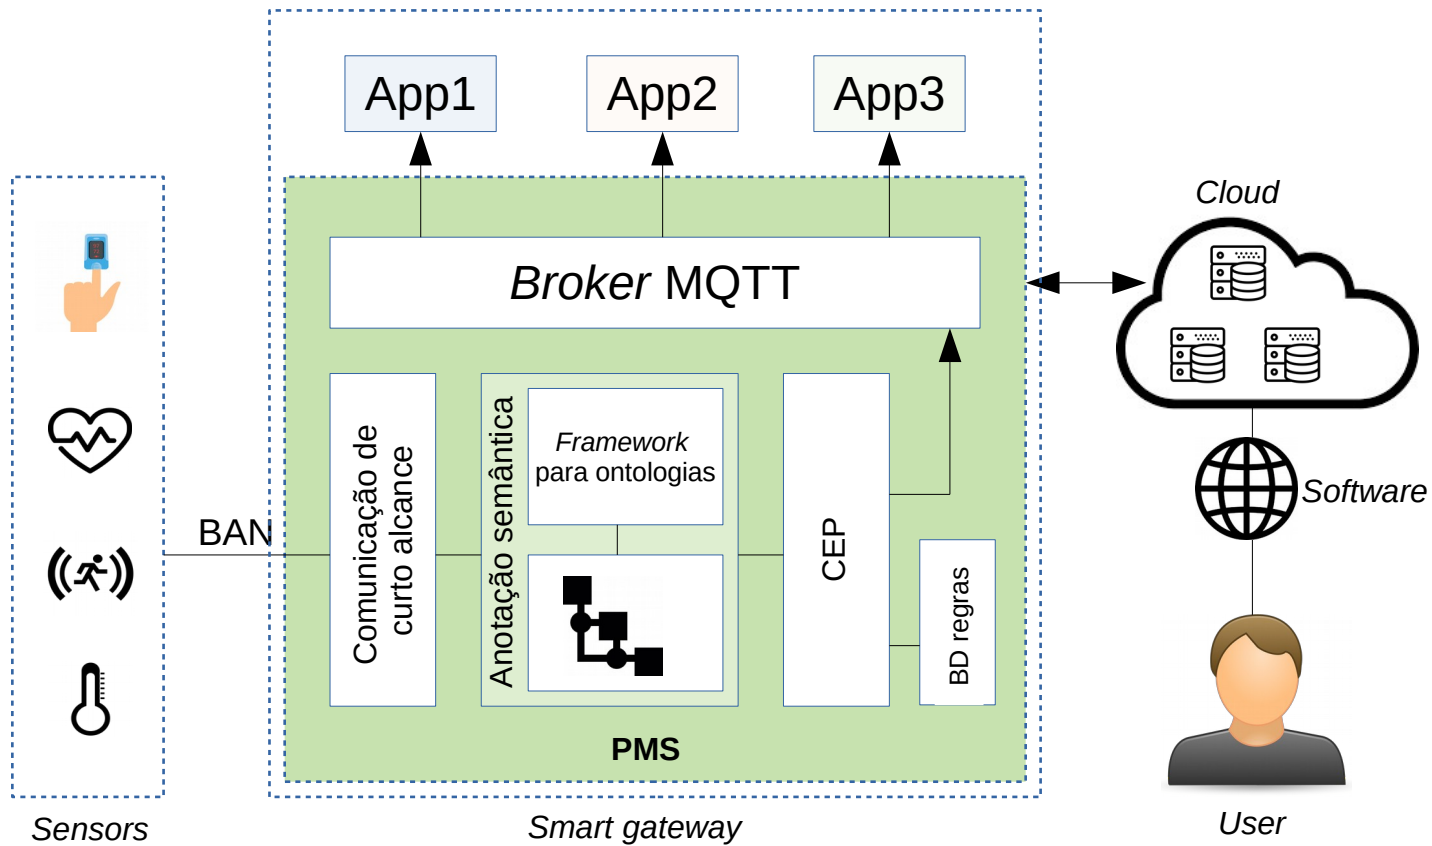 App1
App2
App3
Broker MQTT
Cloud
BAN
Comunicação de
curto alcance
Anotação semântica
Framework
para ontologias
CEP
BD regras
PMS
Software
Sensors
Smart gateway
User